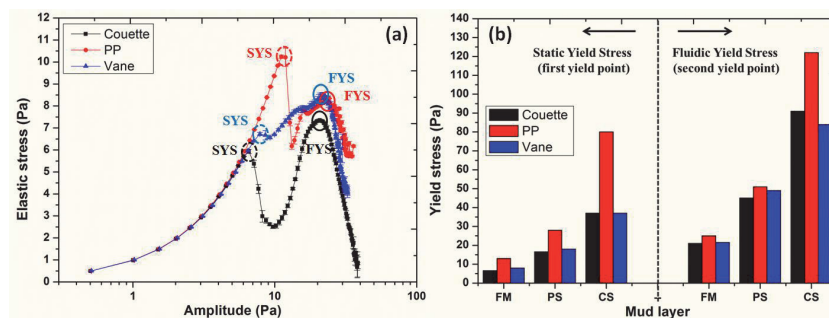 (a)
Couette
PP
Vane
SYS
FYS
SYS
FYS
SYS
FYS
Elastic stress (Pa)
11
10
9
8
7
6
5
4
3
2
1
0
1
10
100
Amplitude (Pa)
(b)
Static Yield Stress
(first yield point)
Fluidic Yield Stress
(second yield point)
Couette
PP
Vane
Yield stress (Pa)
140
130
120
110
100
90
80
70
60
50
40
30
20
10
0
FM
PS
CS
--
FM
PS
CS
Mud layer